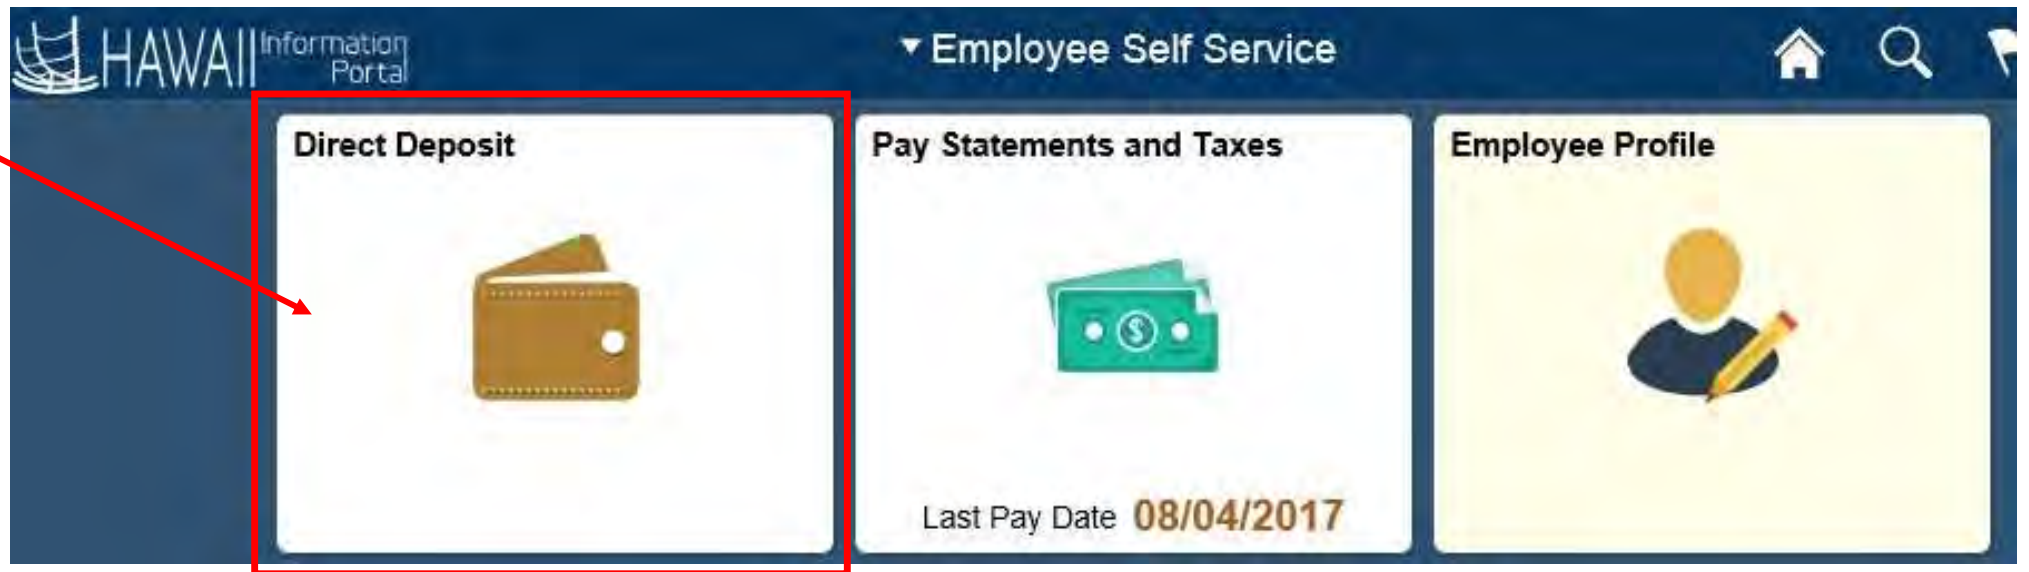 HAWAII Information
Portal
Employee Self Service
Direct Deposit
Pay Statements and Taxes
Employee Profile
Last Pay Date 08/04/2017